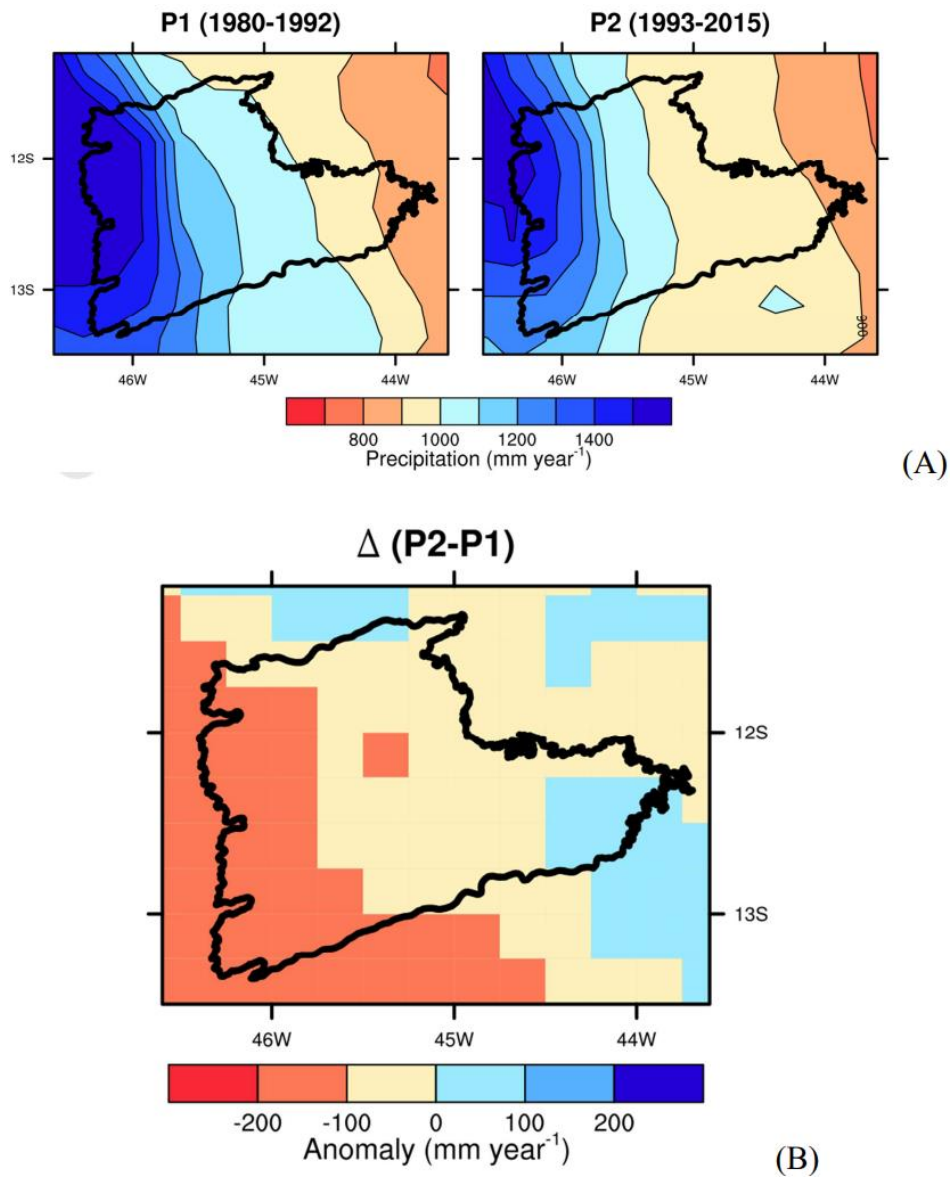 P1 (1980-1992)
P2 (1993-2015)
12S
13S
12S
13S
900
46W 45W 44W
46W 45W 44W
800 1000 1200 1400
Precipitation (mm year-1)
(A)
Δ (P2-P1)
12S
13S
46W 45W 44W
-200 -100 0 100 200
Anomaly (mm year-1)
(B)